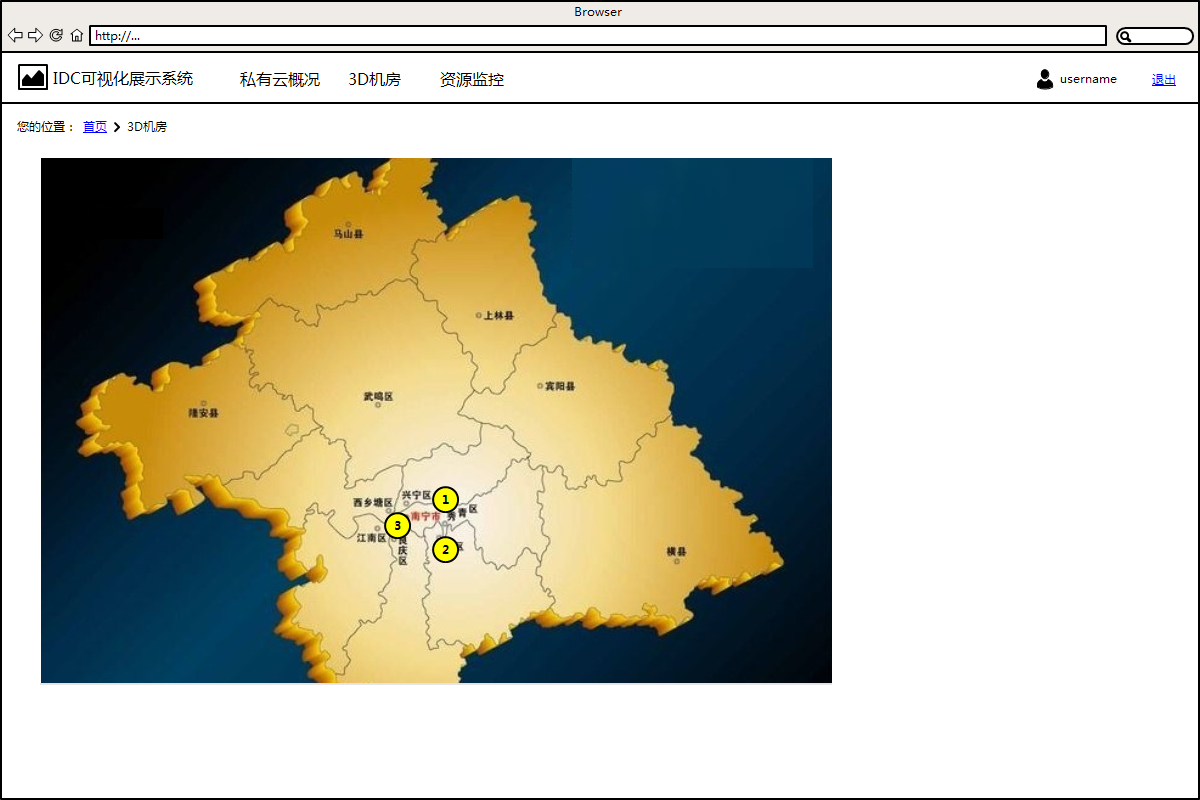 Browser
http://...
IDC可视化展示系统 私有云概况 3D机房 资源监控 username 退出
您的位置： 首页 3D机房
马山县
上林县
宾阳县
武鸣区
隆安县
兴宁区 1
西乡塘区
青 区
南宁市 秀
3
江南区
良庆区
2 区
横县